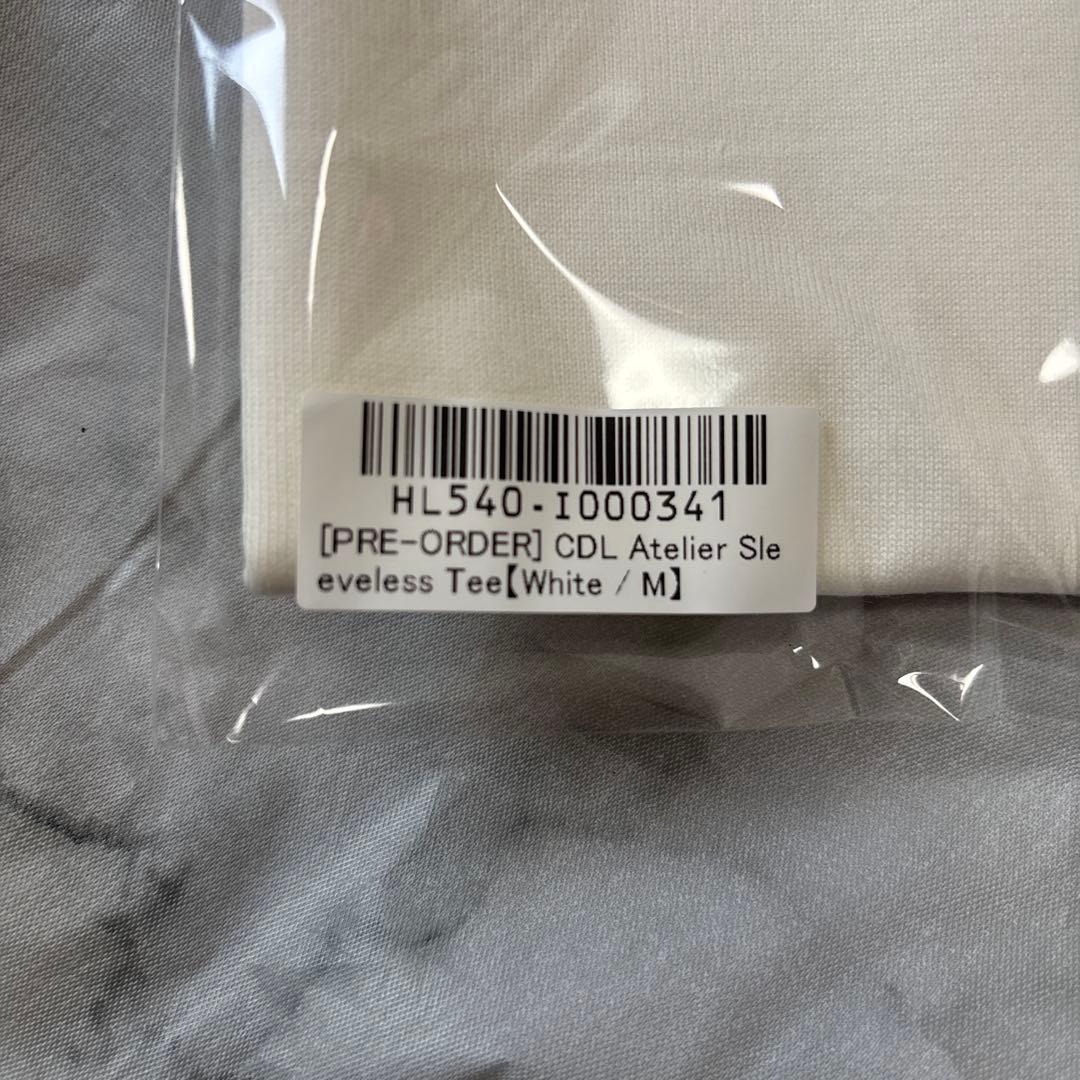 HL540-I000341
[PRE-ORDER] CDL Atelier Sle
eveless Tee【White / M】